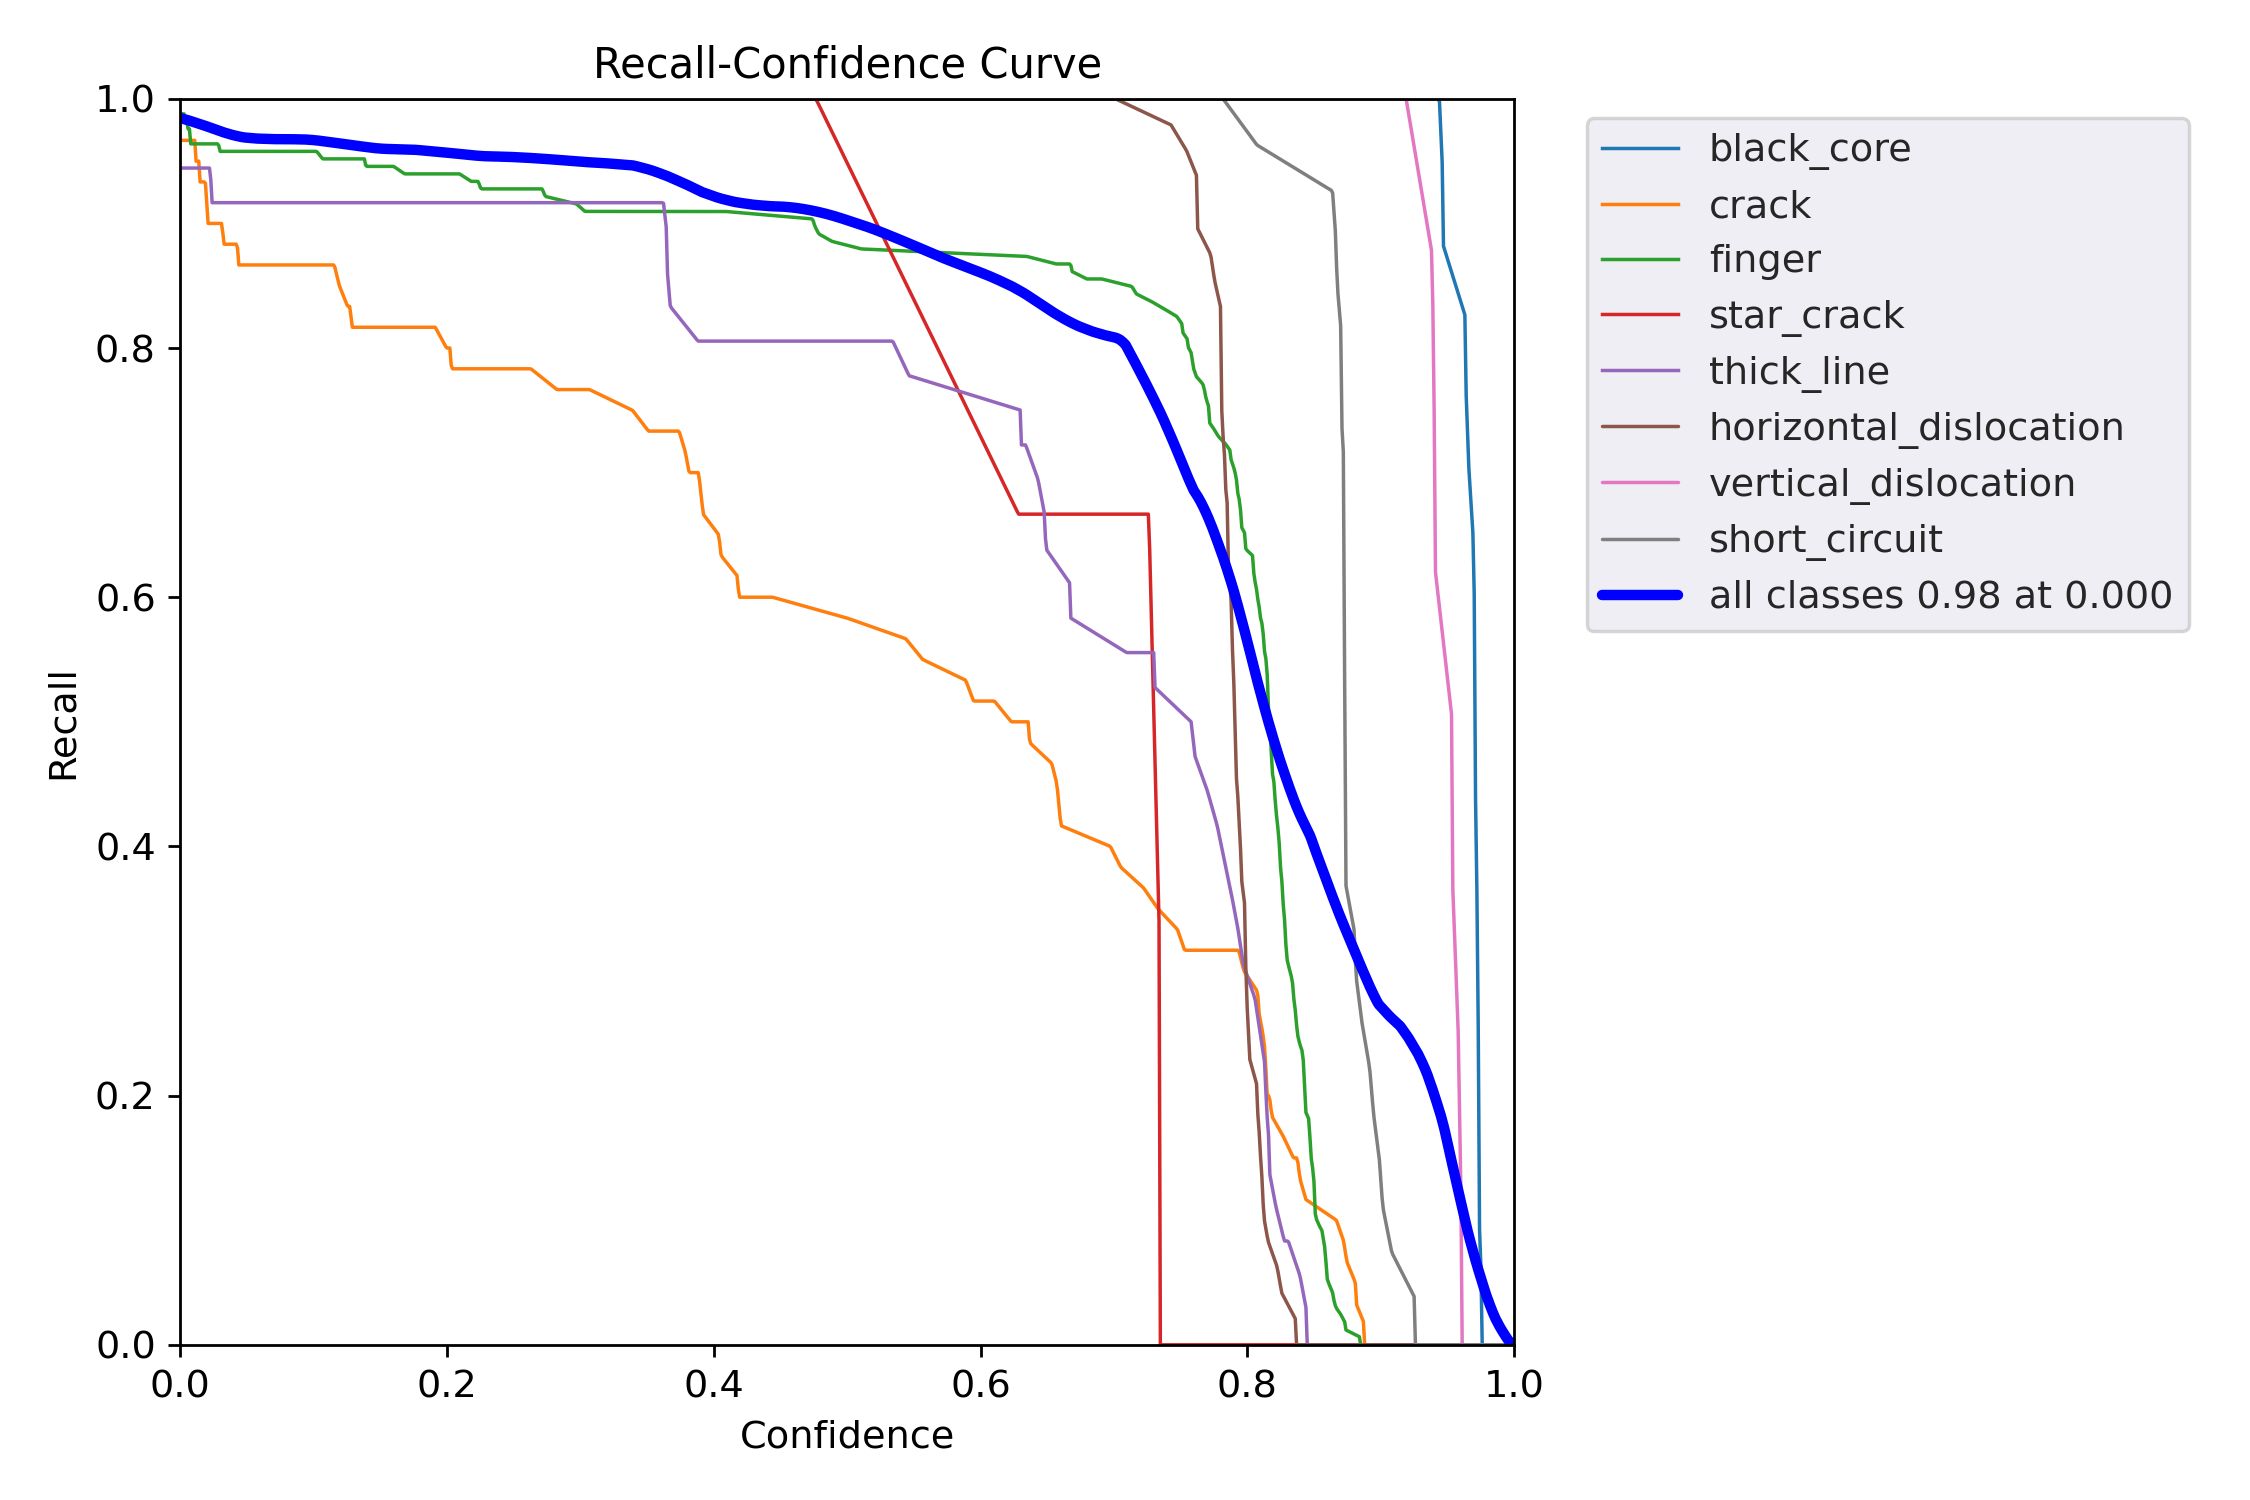 Recall-Confidence Curve
1.0
0.8
0.6
0.4
0.2
0.0
Recall
0.0 0.2 0.4 0.6 0.8 1.0
Confidence
black_core
crack
finger
star_crack
thick_line
horizontal_dislocation
vertical_dislocation
short_circuit
all classes 0.98 at 0.000